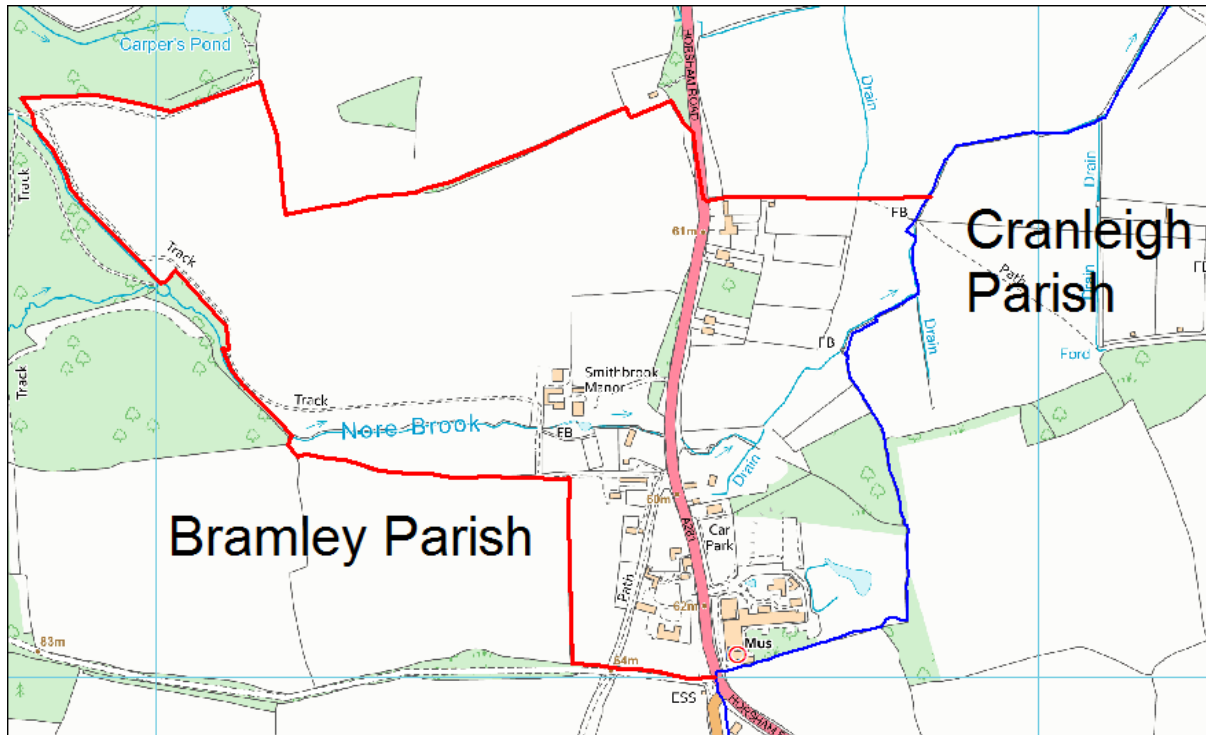 Carper's Pond
HORSHAM ROAD
Drain
Track
Drain
FB
Cranleigh
Parish
61m
Track
Path
Drain
Drain
FB
Ford
Smithbrook
Manor
Track
Track
Nore Brook
FB
Drain
60m
Bramley Parish
A281
Car
Park
Path
62m
Mus
63m
64m
ESS
HORSHAM